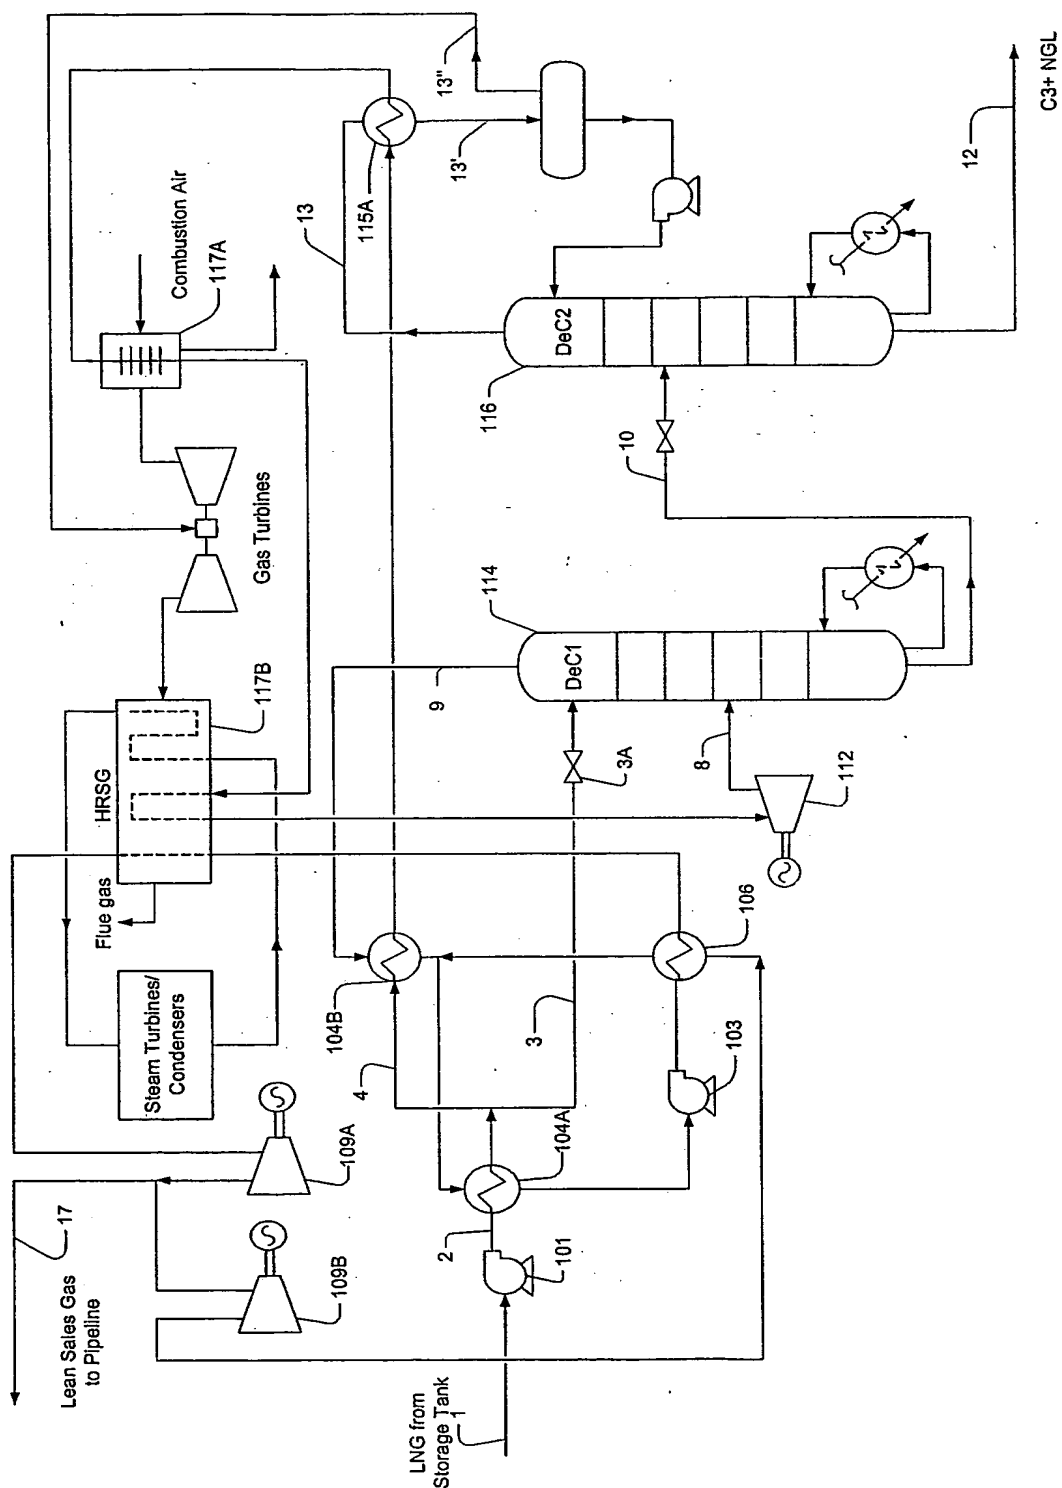 LNG from
Storage Tank
1
Lean Sales Gas
to Pipeline
17
109B
109A
101
2
104A
103
4
3
104B
106
Steam Turbines/
Condensers
Flue gas
HRSG
117B
Gas Turbines
Combustion Air
117A
112
8
3A
9
DeC1
114
10
116
DeC2
13
115A
13'
13"
12
C3+ NGL